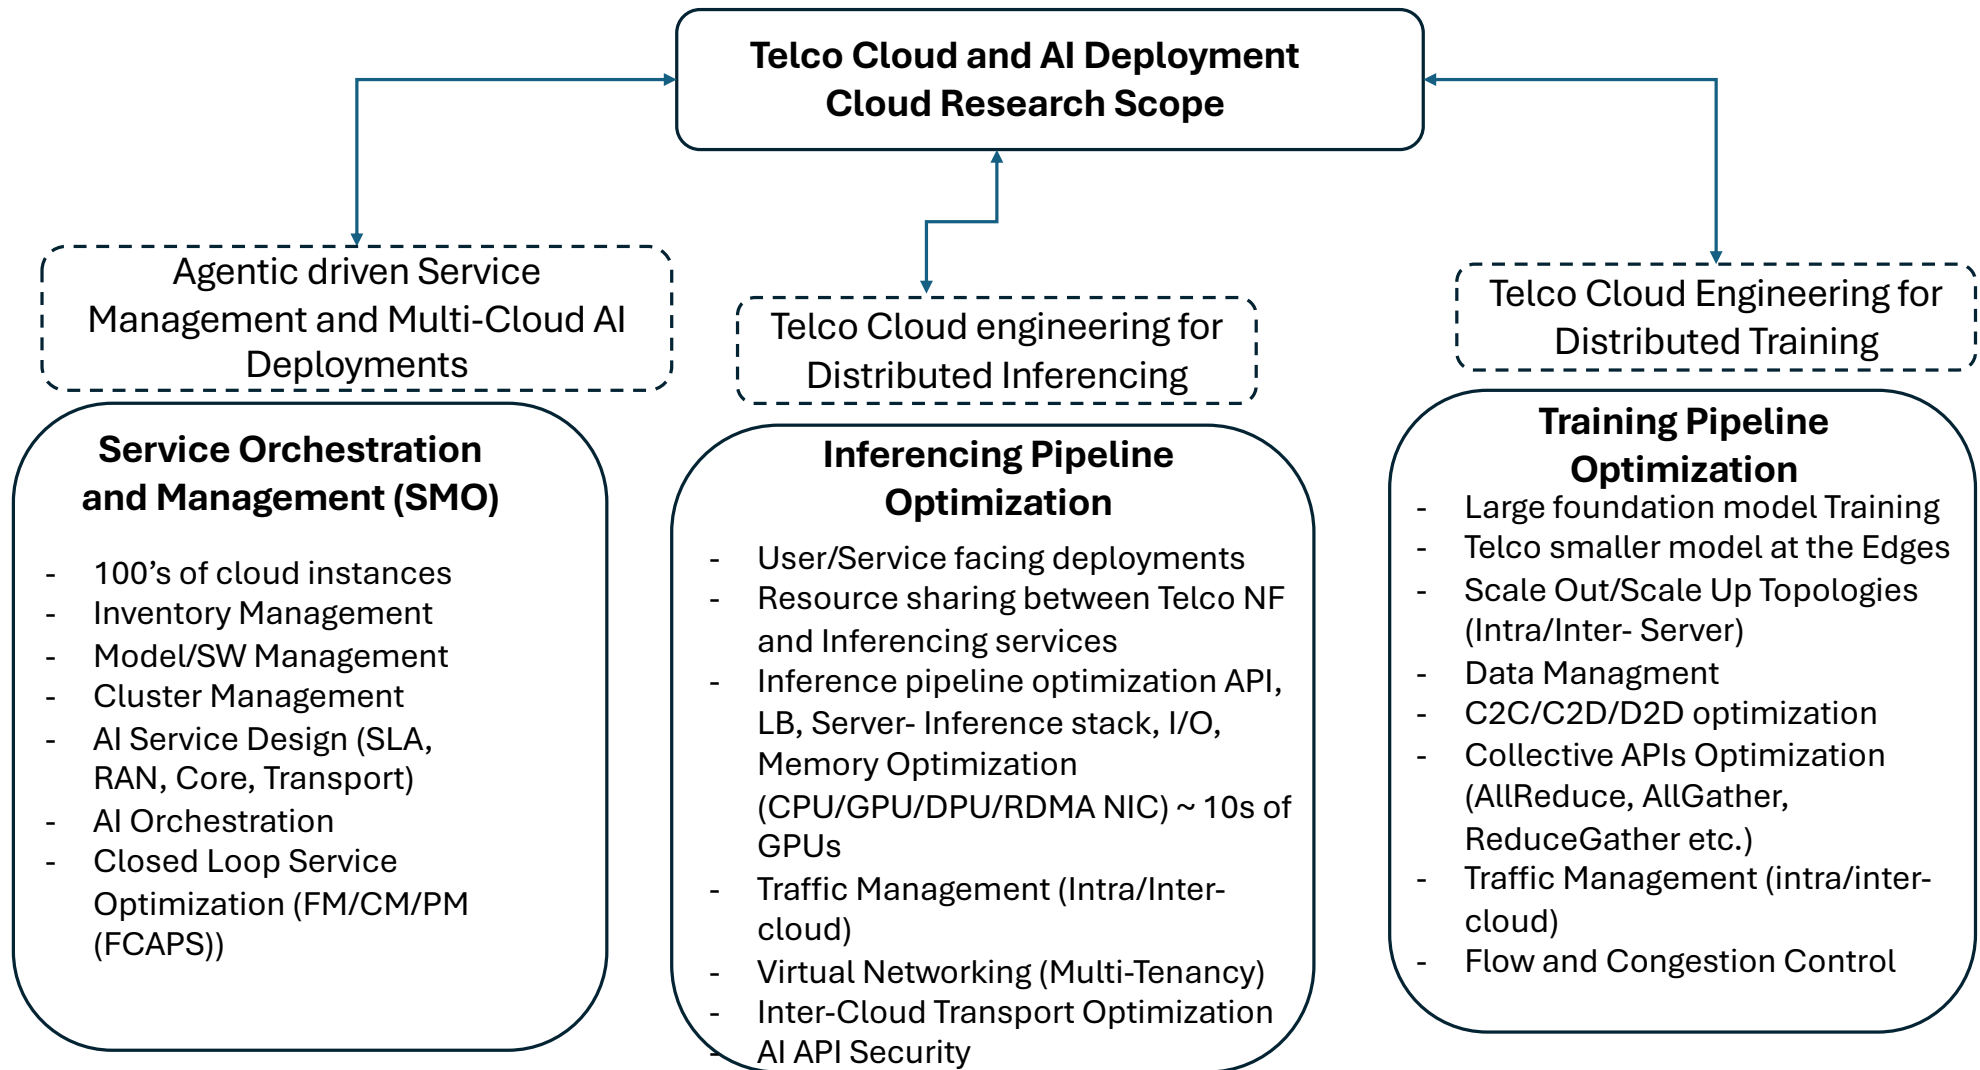 Telco Cloud and AI Deployment
Cloud Research Scope
Agentic driven Service
Management and Multi-Cloud AI
Deployments
Service Orchestration
and Management (SMO)
- 100’s of cloud instances
- Inventory Management
- Model/SW Management
- Cluster Management
- AI Service Design (SLA,
RAN, Core, Transport)
- AI Orchestration
- Closed Loop Service
Optimization (FM/CM/PM
(FCAPS))
Telco Cloud engineering for
Distributed Inferencing
Inferencing Pipeline
Optimization
- User/Service facing deployments
- Resource sharing between Telco NF
and Inferencing services
- Inference pipeline optimization API,
LB, Server- Inference stack, I/O,
Memory Optimization
(CPU/GPU/DPU/RDMA NIC) ~ 10s of
GPUs
- Traffic Management (Intra/Inter-
cloud)
- Virtual Networking (Multi-Tenancy)
- Inter-Cloud Transport Optimization
- AI API Security
Telco Cloud Engineering for
Distributed Training
Training Pipeline
Optimization
- Large foundation model Training
- Telco smaller model at the Edges
- Scale Out/Scale Up Topologies
(Intra/Inter- Server)
- Data Managment
- C2C/C2D/D2D optimization
- Collective APIs Optimization
(AllReduce, AllGather,
ReduceGather etc.)
- Traffic Management (intra/inter-
cloud)
- Flow and Congestion Control